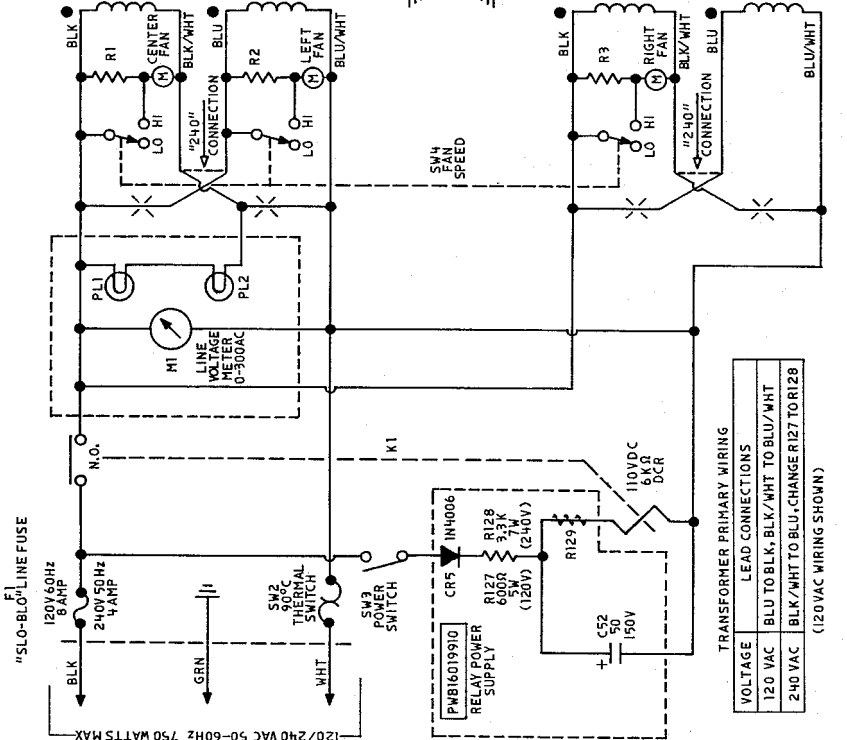 BLK
R1
CENTER
FAN
M
BLK/WHT
BLU
R2
LEFT
FAN
M
BLU/WHT
BLK
R3
RIGHT
FAN
M
BLK/WHT
BLU
BLU/WHT
HI
LO
"240"
CONNECTION
HI
LO
SW4
FAN
SPEED
HI
LO
"240"
CONNECTION
PL1
PL2
M1
LINE
VOLTAGE
METER
0-300AC
N.O.
K1
F1
"SLO-BLO" LINE FUSE
120V 60Hz
8 AMP
240V 50Hz
4 AMP
SW2
90°C
THERMAL
SWITCH
SW3
POWER
SWITCH
CR5
1N4006
R128
3.3K
7W
(240V)
R127
600Ω
5W
(120V)
R129
110VDC
6KΩ
DCR
PWB16019910
RELAY POWER
SUPPLY
+
C52
50
150V
BLK
GRN
WHT
120/240 VAC 50-60Hz 750 WATTS MAX
TRANSFORMER PRIMARY WIRING
VOLTAGE LEAD CONNECTIONS
120 VAC BLU TO BLK, BLK/WHT TO BLU/WHT
240 VAC BLK/WHT TO BLU, CHANGE R127 TO R128
(120VAC WIRING SHOWN)